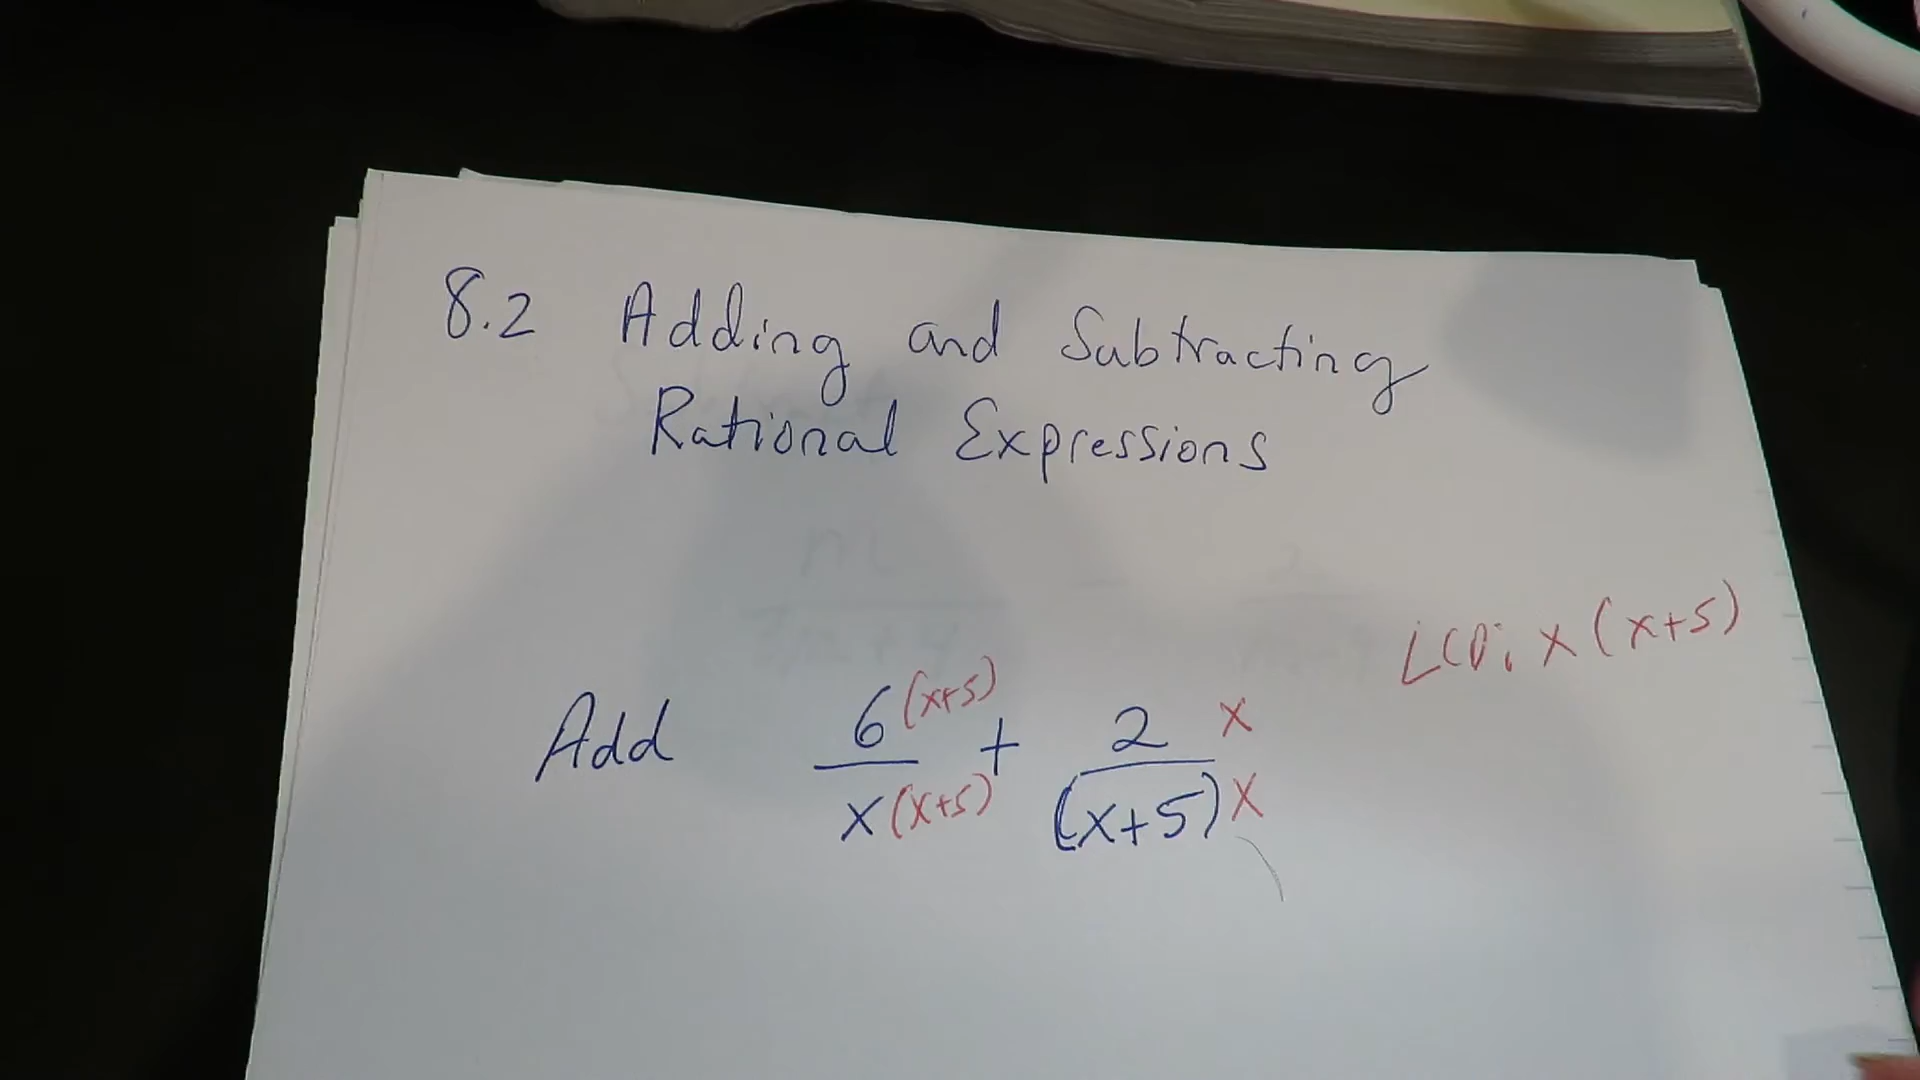 8.2 Adding and Subtracting
Rational Expressions
LCD: x (x+5)
Add 6 (x+5) + 2 x
x (x+5) (x+5) x